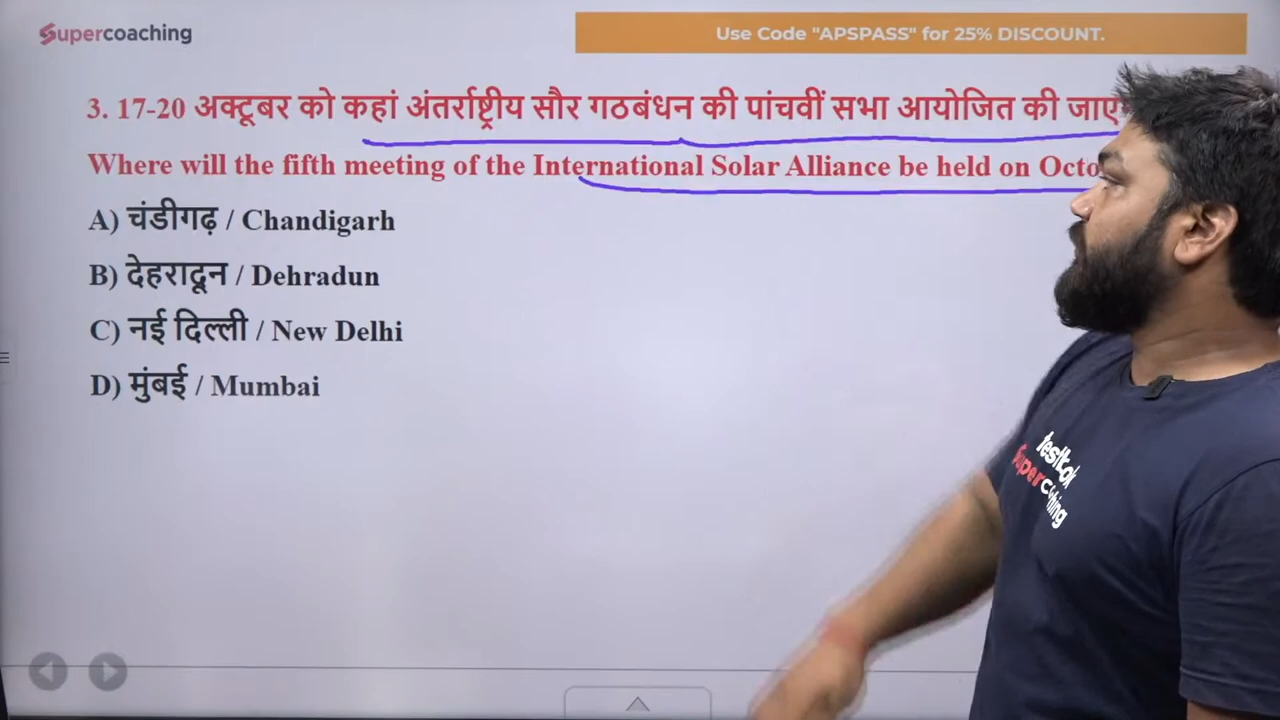 Supercoaching
Use Code "APSPASS" for 25% DISCOUNT.
3. 17-20 अक्टूबर को कहां अंतर्राष्ट्रीय सौर गठबंधन की पांचवीं सभा आयोजित की
Where will the fifth meeting of the International Solar Alliance be held on
A) चंडीगढ़ / Chandigarh
B) देहरादून / Dehradun
C) नई दिल्ली / New Delhi
D) मुंबई / Mumbai
testbook
Supercoaching